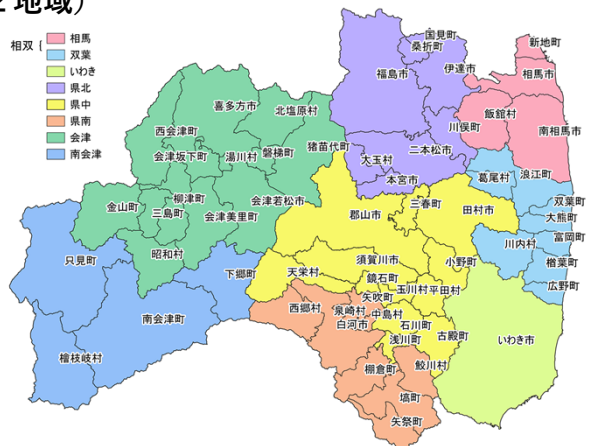 地域)
相双{
相馬
双葉
いわき
県北
県中
県南
会津
南会津
国見町
桑折町
伊達市
福島市
新地町
相馬市
飯舘村
川俣町
南相馬市
喜多方市
北塩原村
西会津町
会津坂下町
湯川村
磐梯町
猪苗代町
大玉村
二本松市
本宮市
葛尾村
浪江町
双葉町
大熊町
富岡町
川内村
楢葉町
広野町
金山町
柳津町
三島町
会津美里町
会津若松市
昭和村
郡山市
三春町
田村市
只見町
下郷町
天栄村
須賀川市
小野町
鏡石町
玉川村
平田村
矢吹町
南会津町
西郷村
泉崎村
中島村
白河市
石川町
浅川町
古殿町
いわき市
檜枝岐村
棚倉町
鮫川村
塙町
矢祭町